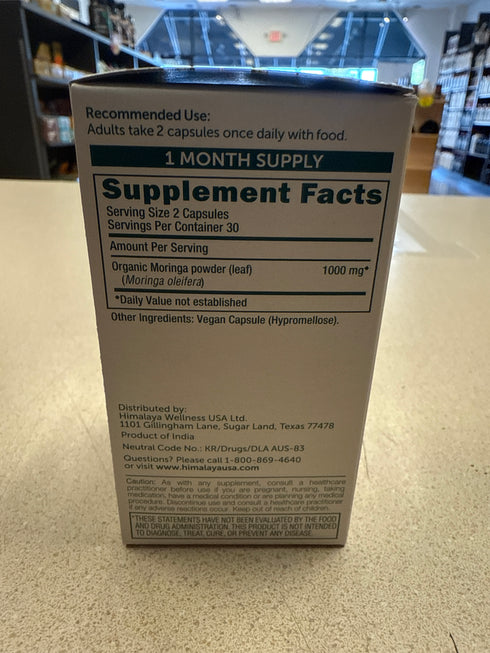 Recommended Use:
Adults take 2 capsules once daily with food.
1 MONTH SUPPLY
Supplement Facts
Serving Size 2 Capsules
Servings Per Container 30
Amount Per Serving
Organic Moringa powder (leaf) 1000 mg*
(Moringa oleifera)
*Daily Value not established
Other Ingredients: Vegan Capsule (Hypromellose).
Distributed by:
Himalaya Wellness USA Ltd.
1101 Gillingham Lane, Sugar Land, Texas 77478
Product of India
Neutral Code No.: KR/Drugs/DLA AUS-83
Questions? Please call 1-800-869-4640
or visit www.himalayausa.com
Caution: As with any supplement, consult a healthcare
practitioner before use if you are pregnant, nursing, taking
medication, have a medical condition or are planning any medical
procedure. Discontinue use and consult a healthcare practitioner
if any adverse reactions occur. Keep out of reach of children.
*THESE STATEMENTS HAVE NOT BEEN EVALUATED BY THE FOOD
AND DRUG ADMINISTRATION. THIS PRODUCT IS NOT INTENDED
TO DIAGNOSE, TREAT, CURE, OR PREVENT ANY DISEASE.